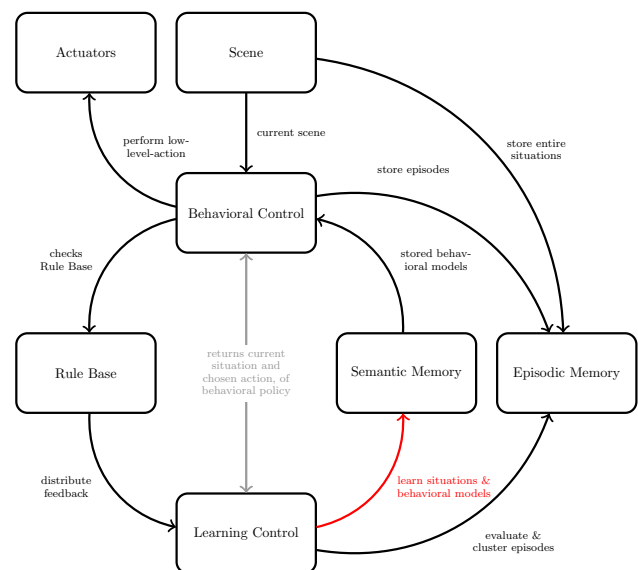 Actuators
Scene
perform low-
level-action
current scene
store entire
situations
store episodes
Behavioral Control
checks
Rule Base
stored behav-
ioral models
Rule Base
returns current
situation and
chosen action, of
behavioral policy
Semantic Memory
Episodic Memory
distribute
feedback
learn situations &
behavioral models
Learning Control
evaluate &
cluster episodes